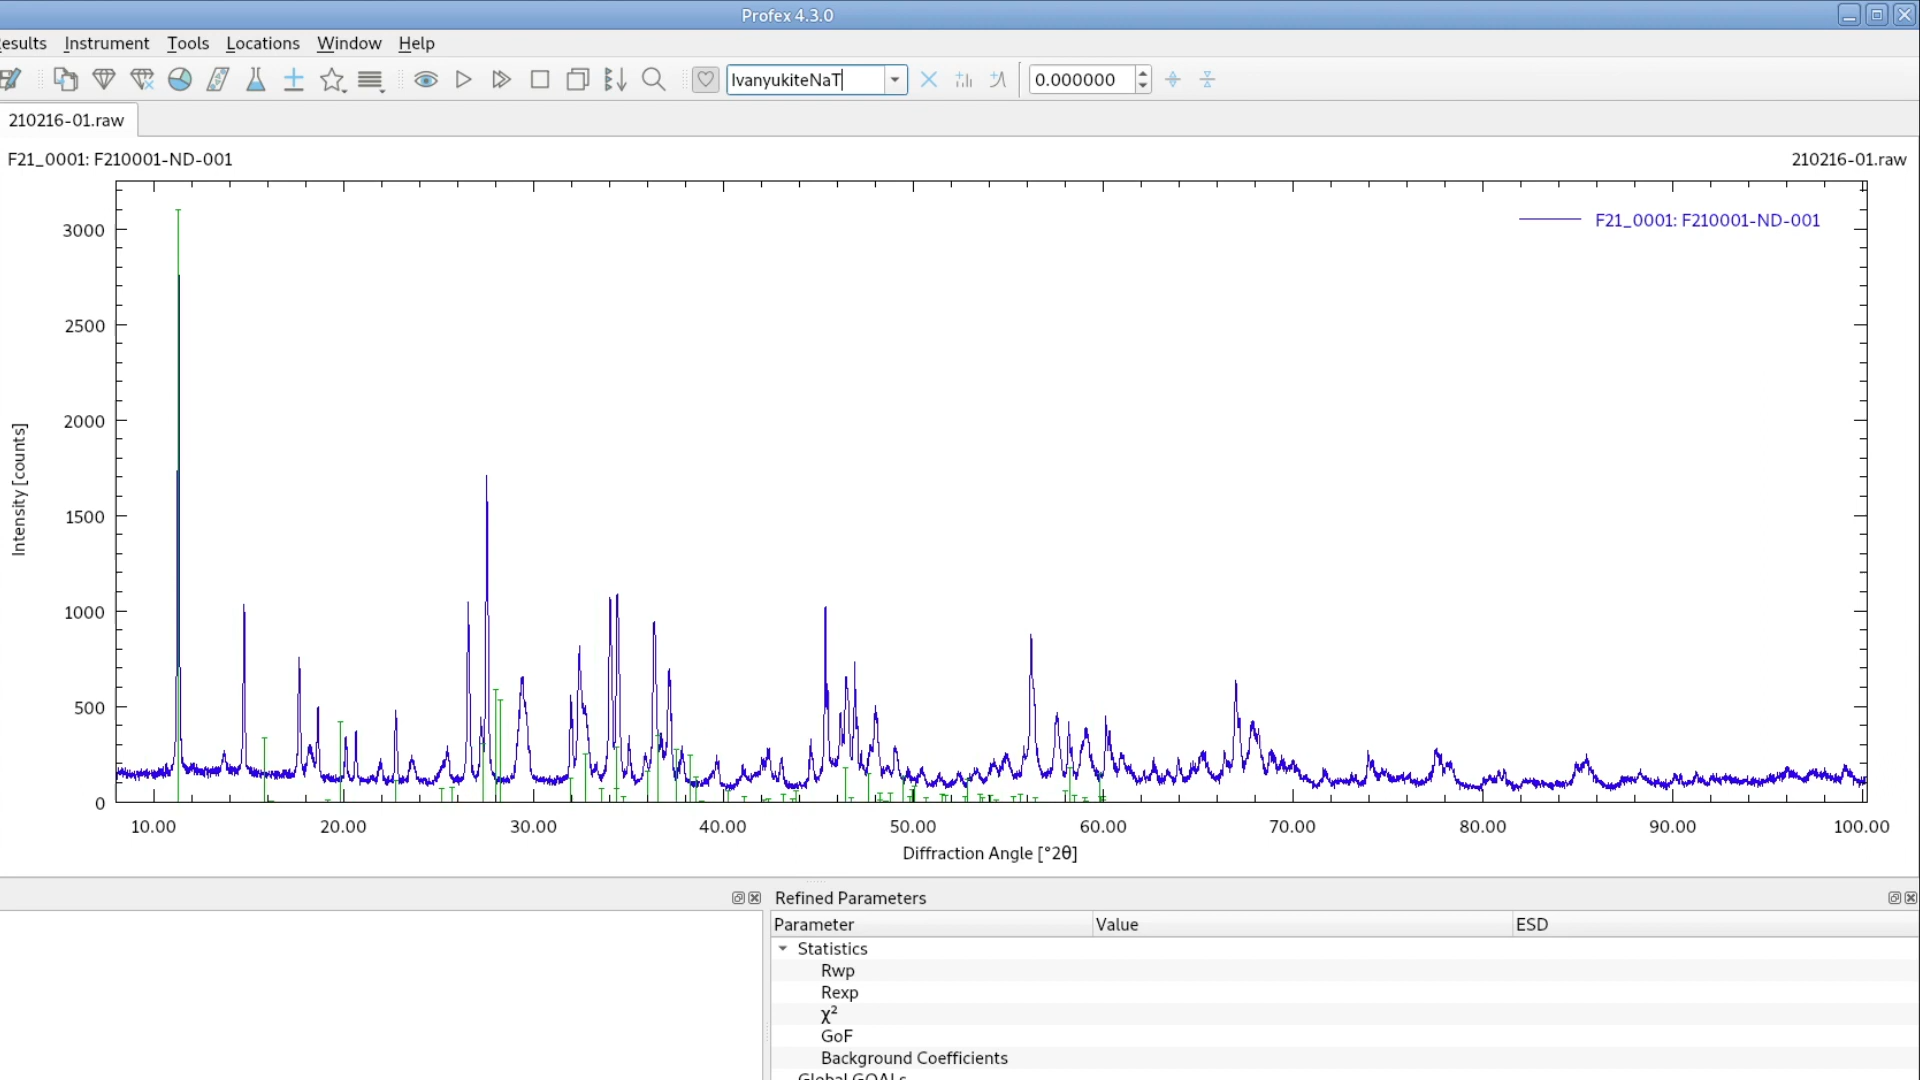 Profex 4.3.0
esults Instrument Tools Locations Window Help
IvanyukiteNaT 0.000000
210216-01.raw
F21_0001: F210001-ND-001 210216-01.raw
F21_0001: F210001-ND-001
3000
2500
2000
1500
1000
500
0
Intensity [counts]
10.00 20.00 30.00 40.00 50.00 60.00 70.00 80.00 90.00 100.00
Diffraction Angle [°2θ]
Refined Parameters
Parameter Value ESD
Statistics
Rwp
Rexp
χ²
GoF
Background Coefficients
Global GOALs